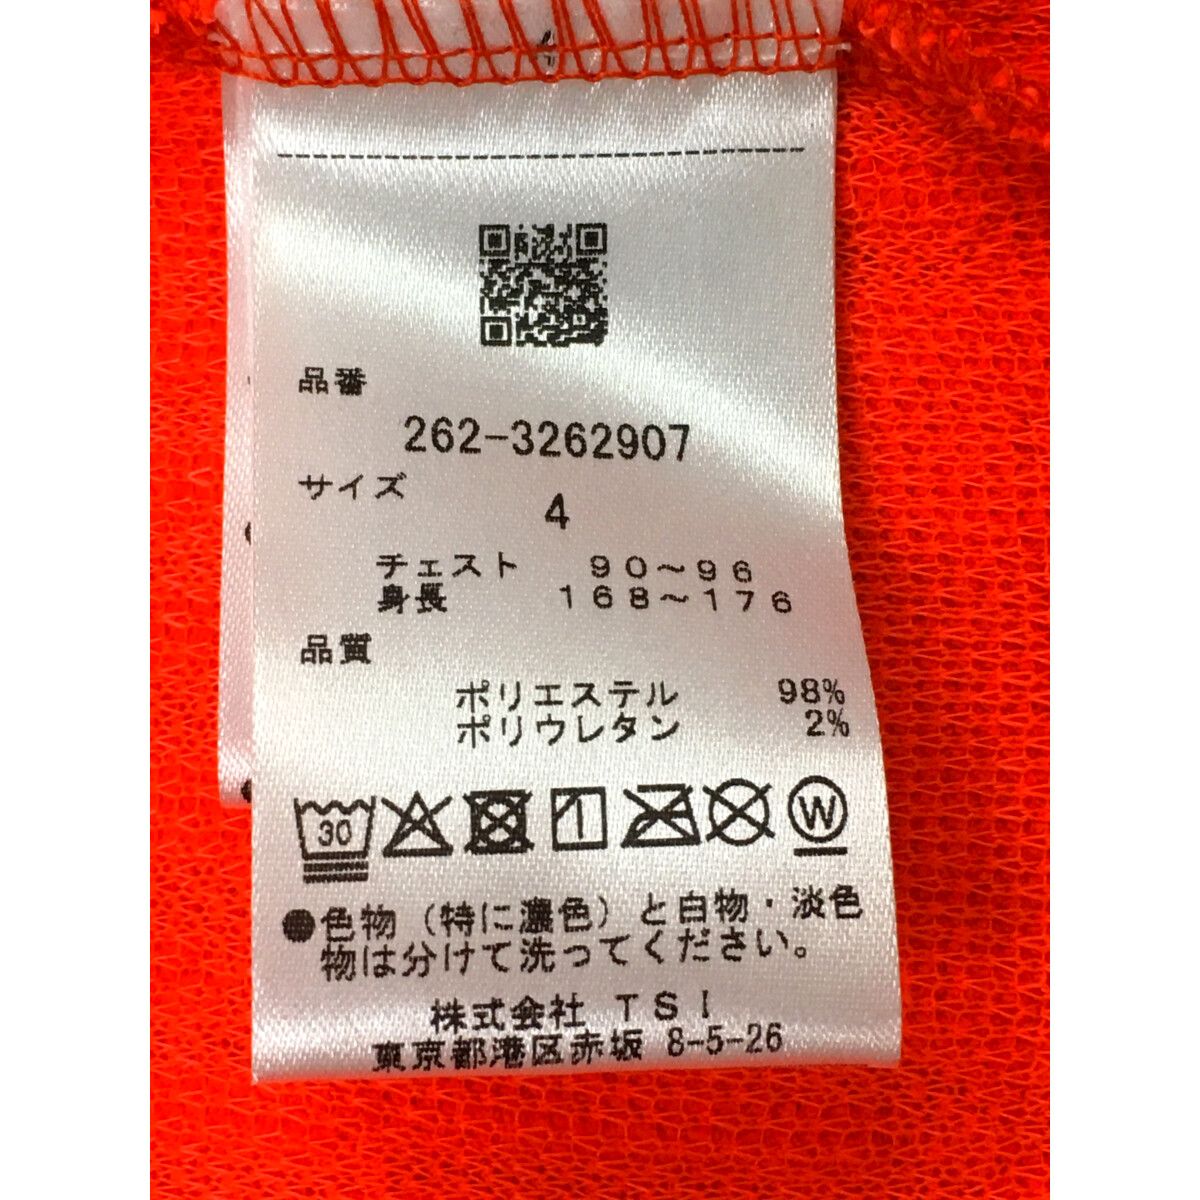 品番
262-3262907
サイズ
4
チェスト 90～96
身長 168～176
品質
ポリエステル 98%
ポリウレタン 2%
30 W
●色物（特に濃色）と白物・淡色
物は分けて洗ってください。
株式会社 TSI
東京都港区赤坂 8-5-26